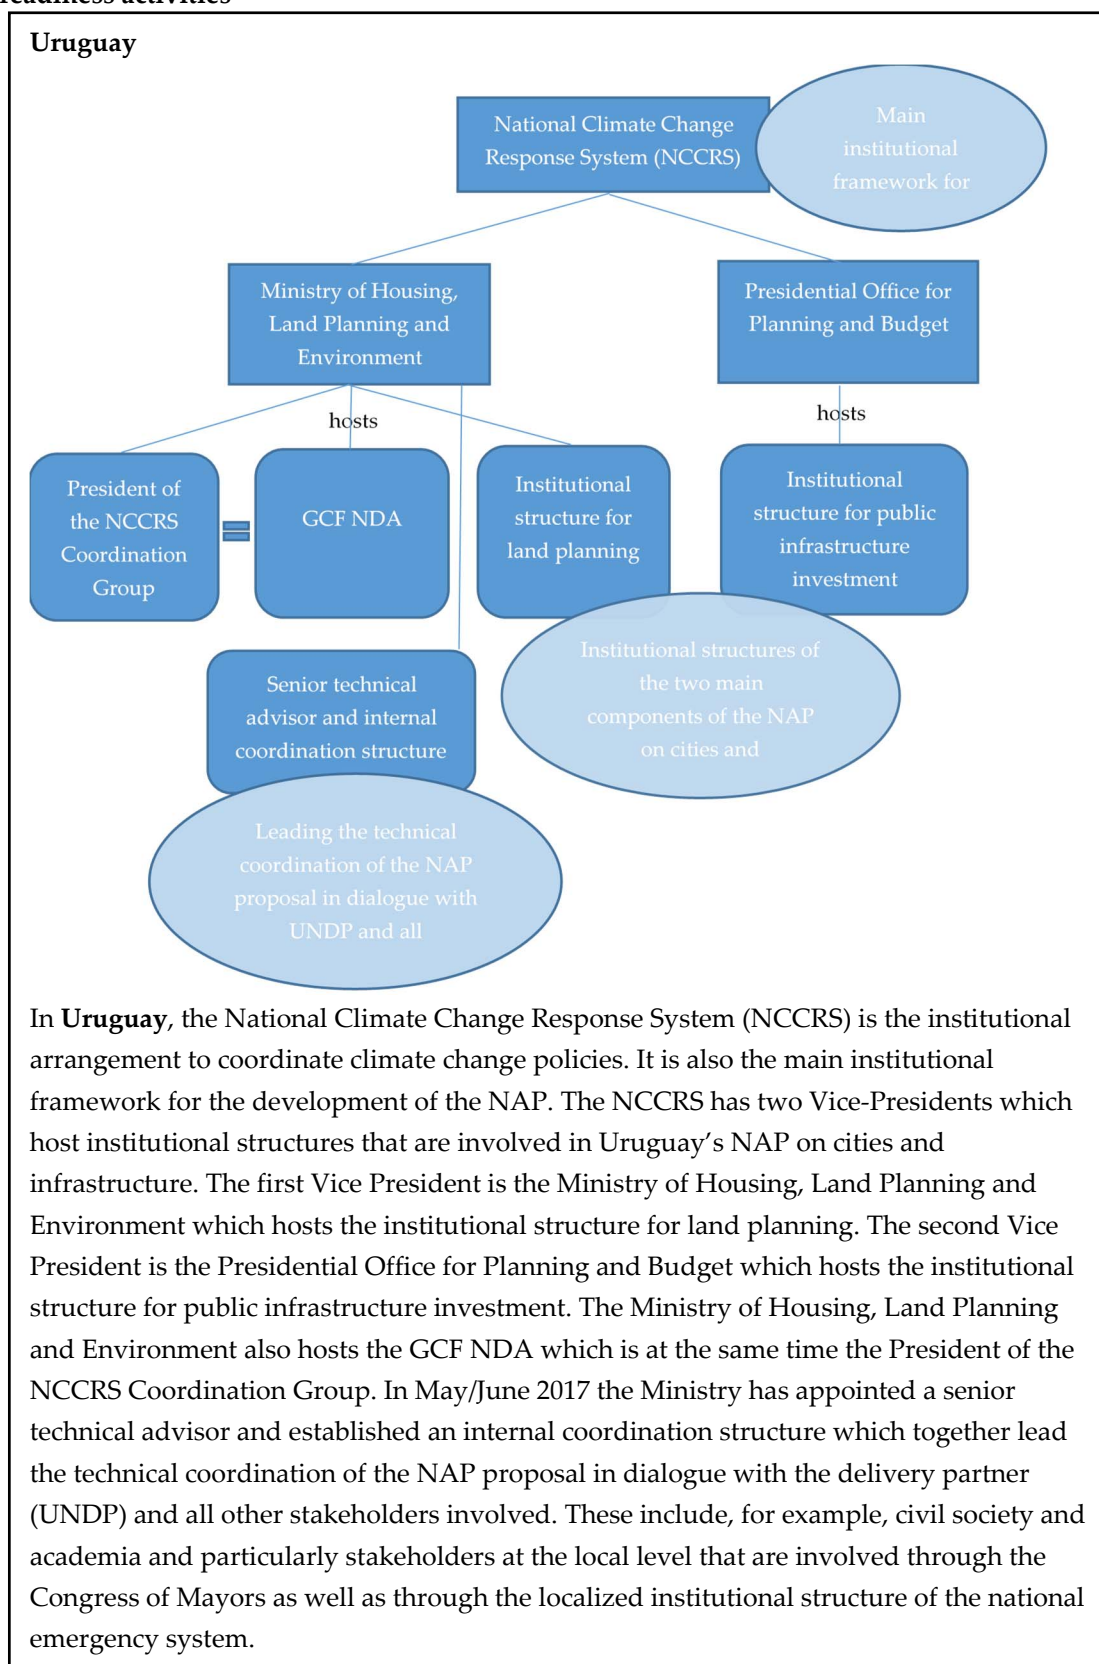 readiness activities
Uruguay
National Climate Change
Response System (NCCRS)
Main
institutional
framework for
Ministry of Housing,
Land Planning and
Environment
Presidential Office for
Planning and Budget
hosts
hosts
President of
the NCCRS
Coordination
Group
GCF NDA
Institutional
structure for
land planning
Institutional
structure for public
infrastructure
investment
Institutional structures of
the two main
components of the NAP
on cities and
Senior technical
advisor and internal
coordination structure
Leading the technical
coordination of the NAP
proposal in dialogue with
UNDP and all
In Uruguay, the National Climate Change Response System (NCCRS) is the institutional
arrangement to coordinate climate change policies. It is also the main institutional
framework for the development of the NAP. The NCCRS has two Vice-Presidents which
host institutional structures that are involved in Uruguay’s NAP on cities and
infrastructure. The first Vice President is the Ministry of Housing, Land Planning and
Environment which hosts the institutional structure for land planning. The second Vice
President is the Presidential Office for Planning and Budget which hosts the institutional
structure for public infrastructure investment. The Ministry of Housing, Land Planning
and Environment also hosts the GCF NDA which is at the same time the President of the
NCCRS Coordination Group. In May/June 2017 the Ministry has appointed a senior
technical advisor and established an internal coordination structure which together lead
the technical coordination of the NAP proposal in dialogue with the delivery partner
(UNDP) and all other stakeholders involved. These include, for example, civil society and
academia and particularly stakeholders at the local level that are involved through the
Congress of Mayors as well as through the localized institutional structure of the national
emergency system.